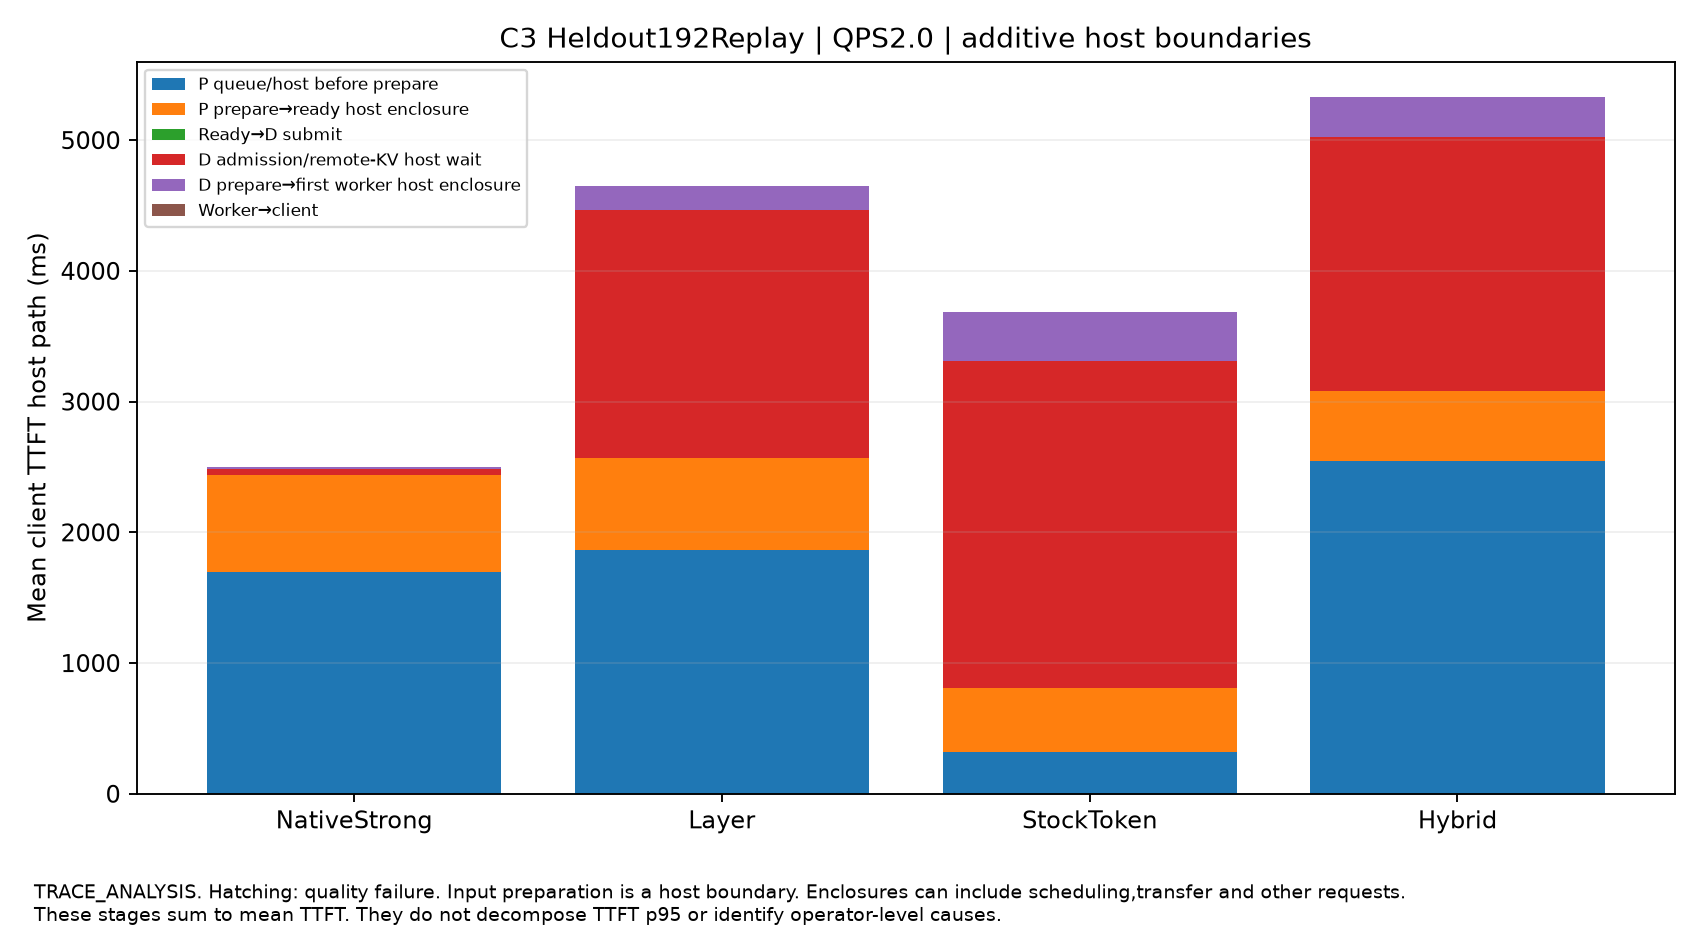 C3 Heldout192Replay | QPS2.0 | additive host boundaries
P queue/host before prepare
P prepare→ready host enclosure
Ready→D submit
D admission/remote-KV host wait
D prepare→first worker host enclosure
Worker→client
Mean client TTFT host path (ms)
5000
4000
3000
2000
1000
0
NativeStrong
Layer
StockToken
Hybrid
TRACE_ANALYSIS. Hatching: quality failure. Input preparation is a host boundary. Enclosures can include scheduling,transfer and other requests.
These stages sum to mean TTFT. They do not decompose TTFT p95 or identify operator-level causes.